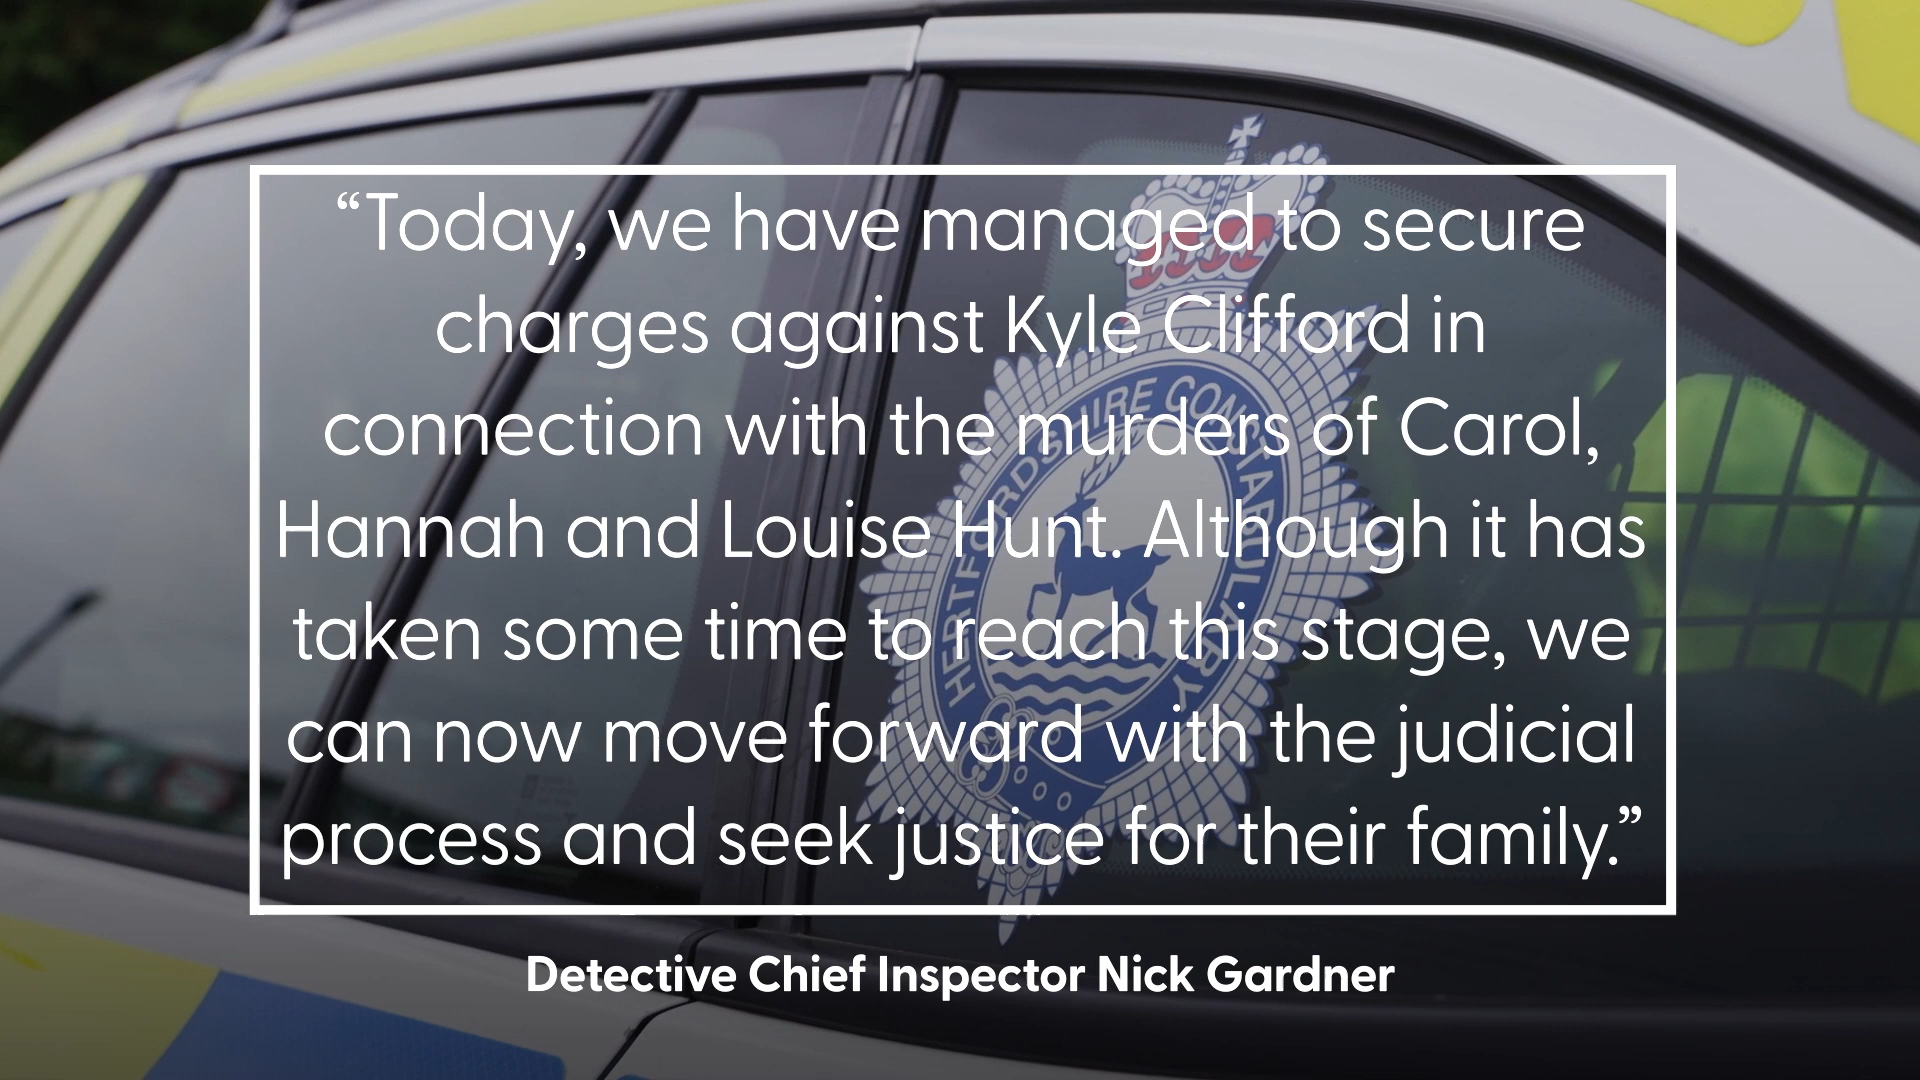 “Today, we have managed to secure
charges against Kyle Clifford in
connection with the murders of Carol,
Hannah and Louise Hunt. Although it has
taken some time to reach this stage, we
can now move forward with the judicial
process and seek justice for their family.”
Detective Chief Inspector Nick Gardner
HERTFORDSHIRE CONSTABULARY